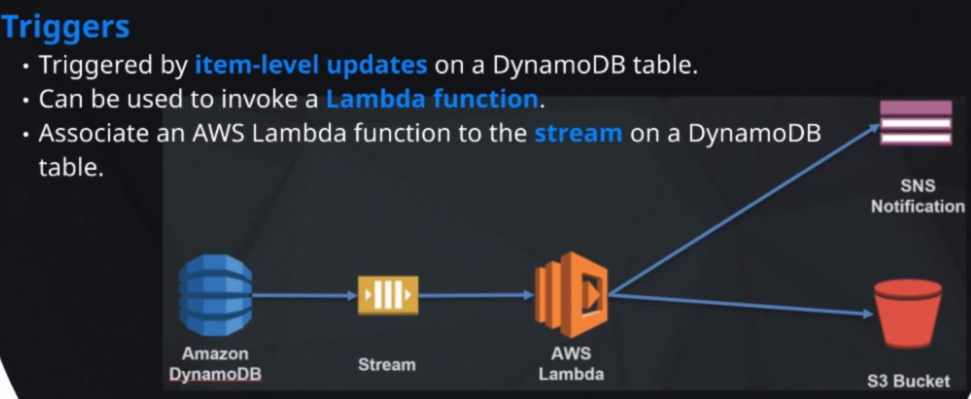 Triggers
• Triggered by item-level updates on a DynamoDB table.
• Can be used to invoke a Lambda function.
• Associate an AWS Lambda function to the stream on a DynamoDB
table.
SNS
Notification
Amazon
DynamoDB
Stream
AWS
Lambda
S3 Bucket